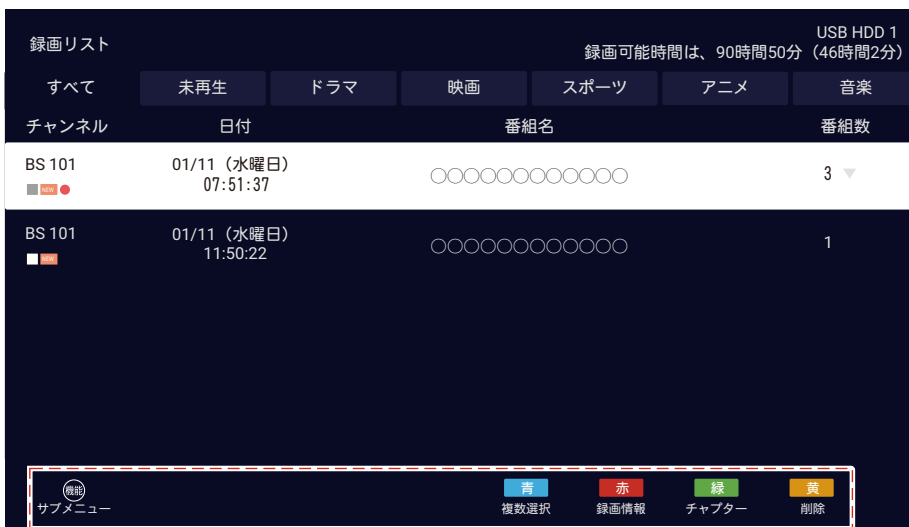 録画リスト
USB HDD 1
録画可能時間は、90時間50分（46時間2分）
すべて 未再生 ドラマ 映画 スポーツ アニメ 音楽
チャンネル 日付 番組名 番組数
BS 101 01/11（水曜日） ○○○○○○○○○○○○ 3 ▼
NEW 07:51:37
BS 101 01/11（水曜日） ○○○○○○○○○○○○ 1
NEW 11:50:22
機能 青 赤 緑 黄
サブメニュー 複数選択 録画情報 チャプター 削除